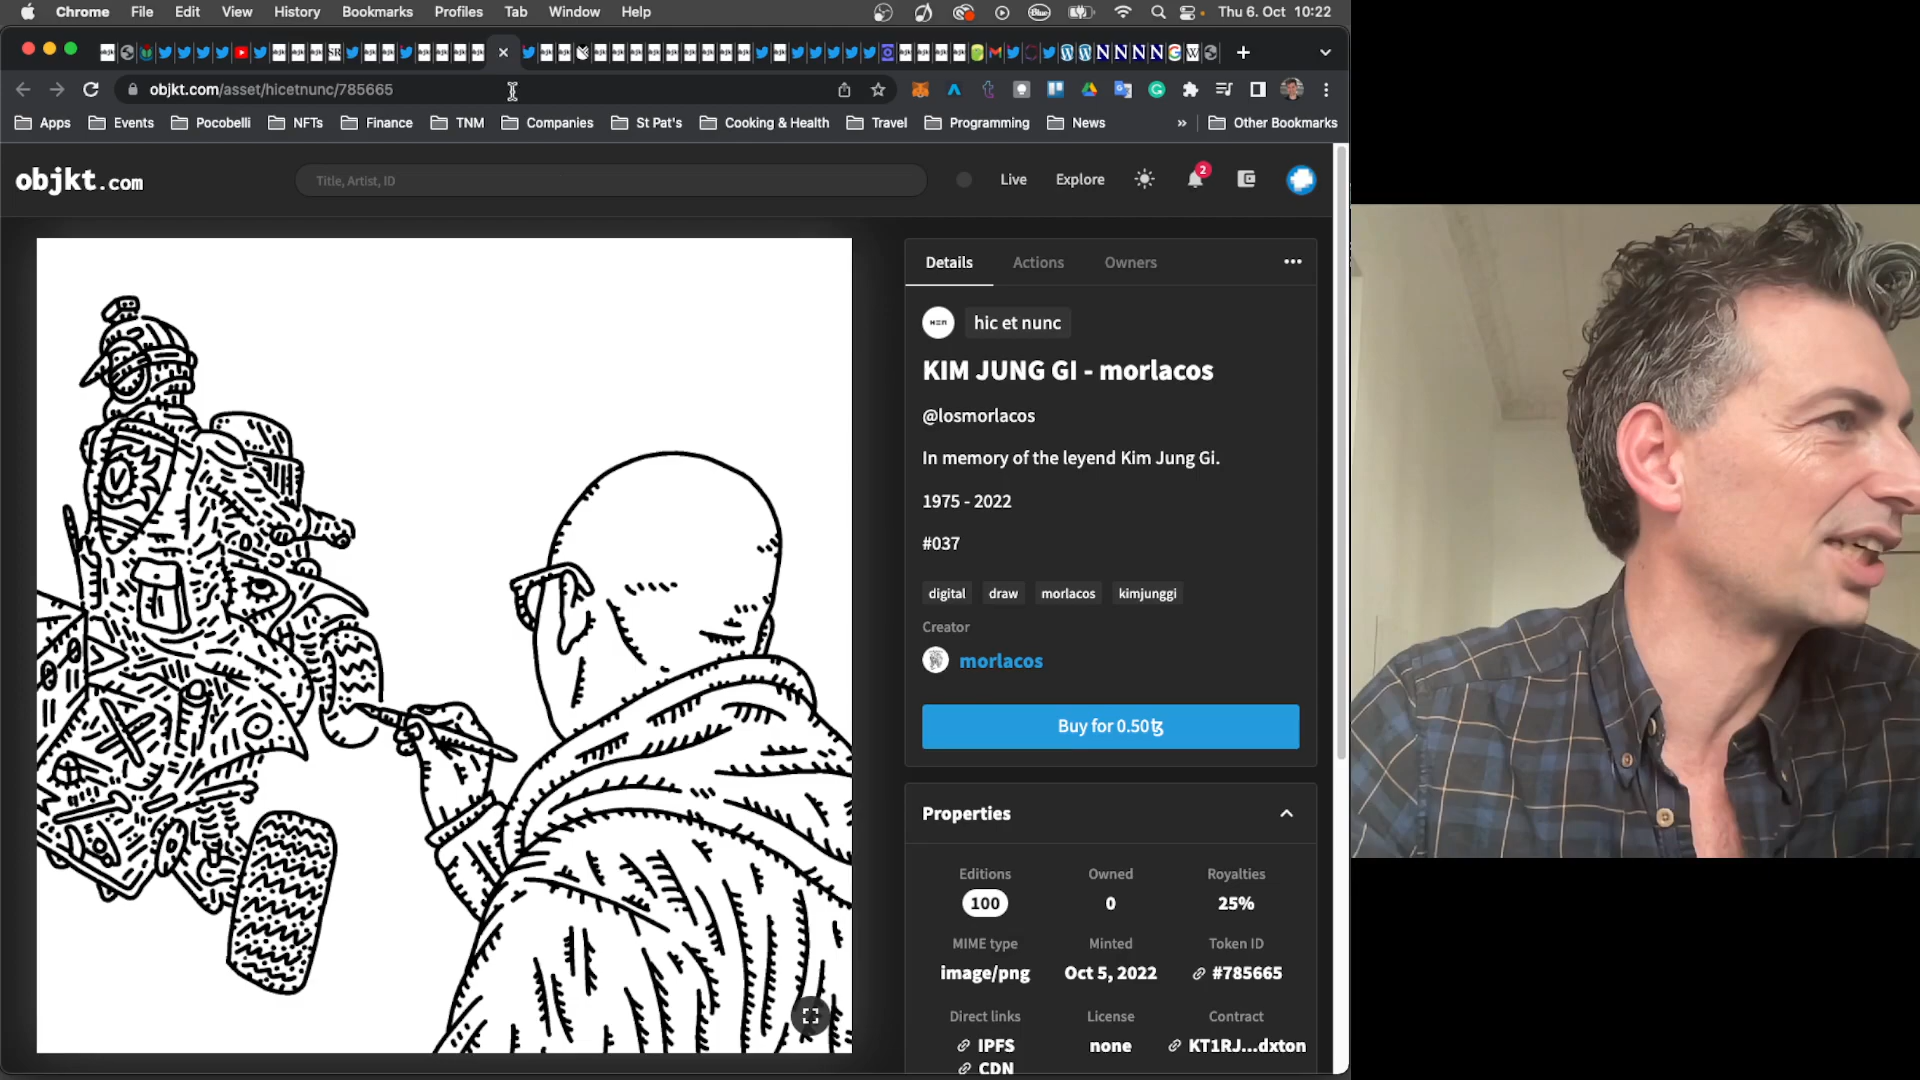 Chrome File Edit View History Bookmarks Profiles Tab Window Help
Thu 6. Oct 10:22
objkt.com/asset/hicetnunc/785665
Apps Events Pocobelli NFTs Finance TNM Companies St Pat's Cooking & Health Travel Programming News » Other Bookmarks
objkt.com
Title, Artist, ID
Live Explore 2
Details Actions Owners
hic et nunc
KIM JUNG GI - morlacos
@losmorlacos
In memory of the leyend Kim Jung Gi.
1975 - 2022
#037
digital draw morlacos kimjunggi
Creator
morlacos
Buy for 0.50ꜩ
Properties
Editions Owned Royalties
100 0 25%
MIME type Minted Token ID
image/png Oct 5, 2022 #785665
Direct links License Contract
IPFS none KT1RJ...dxton
CDN